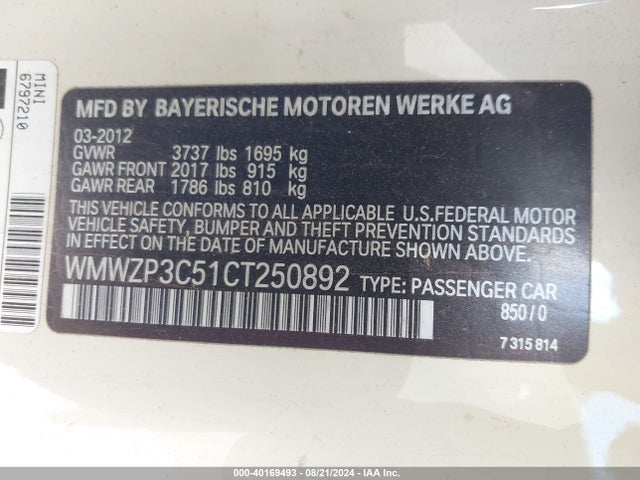 MINI
6797210
MFD BY BAYERISCHE MOTOREN WERKE AG
03-2012
GVWR 3737 lbs 1695 kg
GAWR FRONT 2017 lbs 915 kg
GAWR REAR 1786 lbs 810 kg
THIS VEHICLE CONFORMS TO ALL APPLICABLE U.S.FEDERAL MOTOR
VEHICLE SAFETY, BUMPER AND THEFT PREVENTION STANDARDS
IN EFFECT ON THE DATE OF MANUFACTURE SHOWN ABOVE.
WMWZP3C51CT250892 TYPE: PASSENGER CAR
850/0
7 315 814
000-40169493 - 08/21/2024 - IAA Inc.